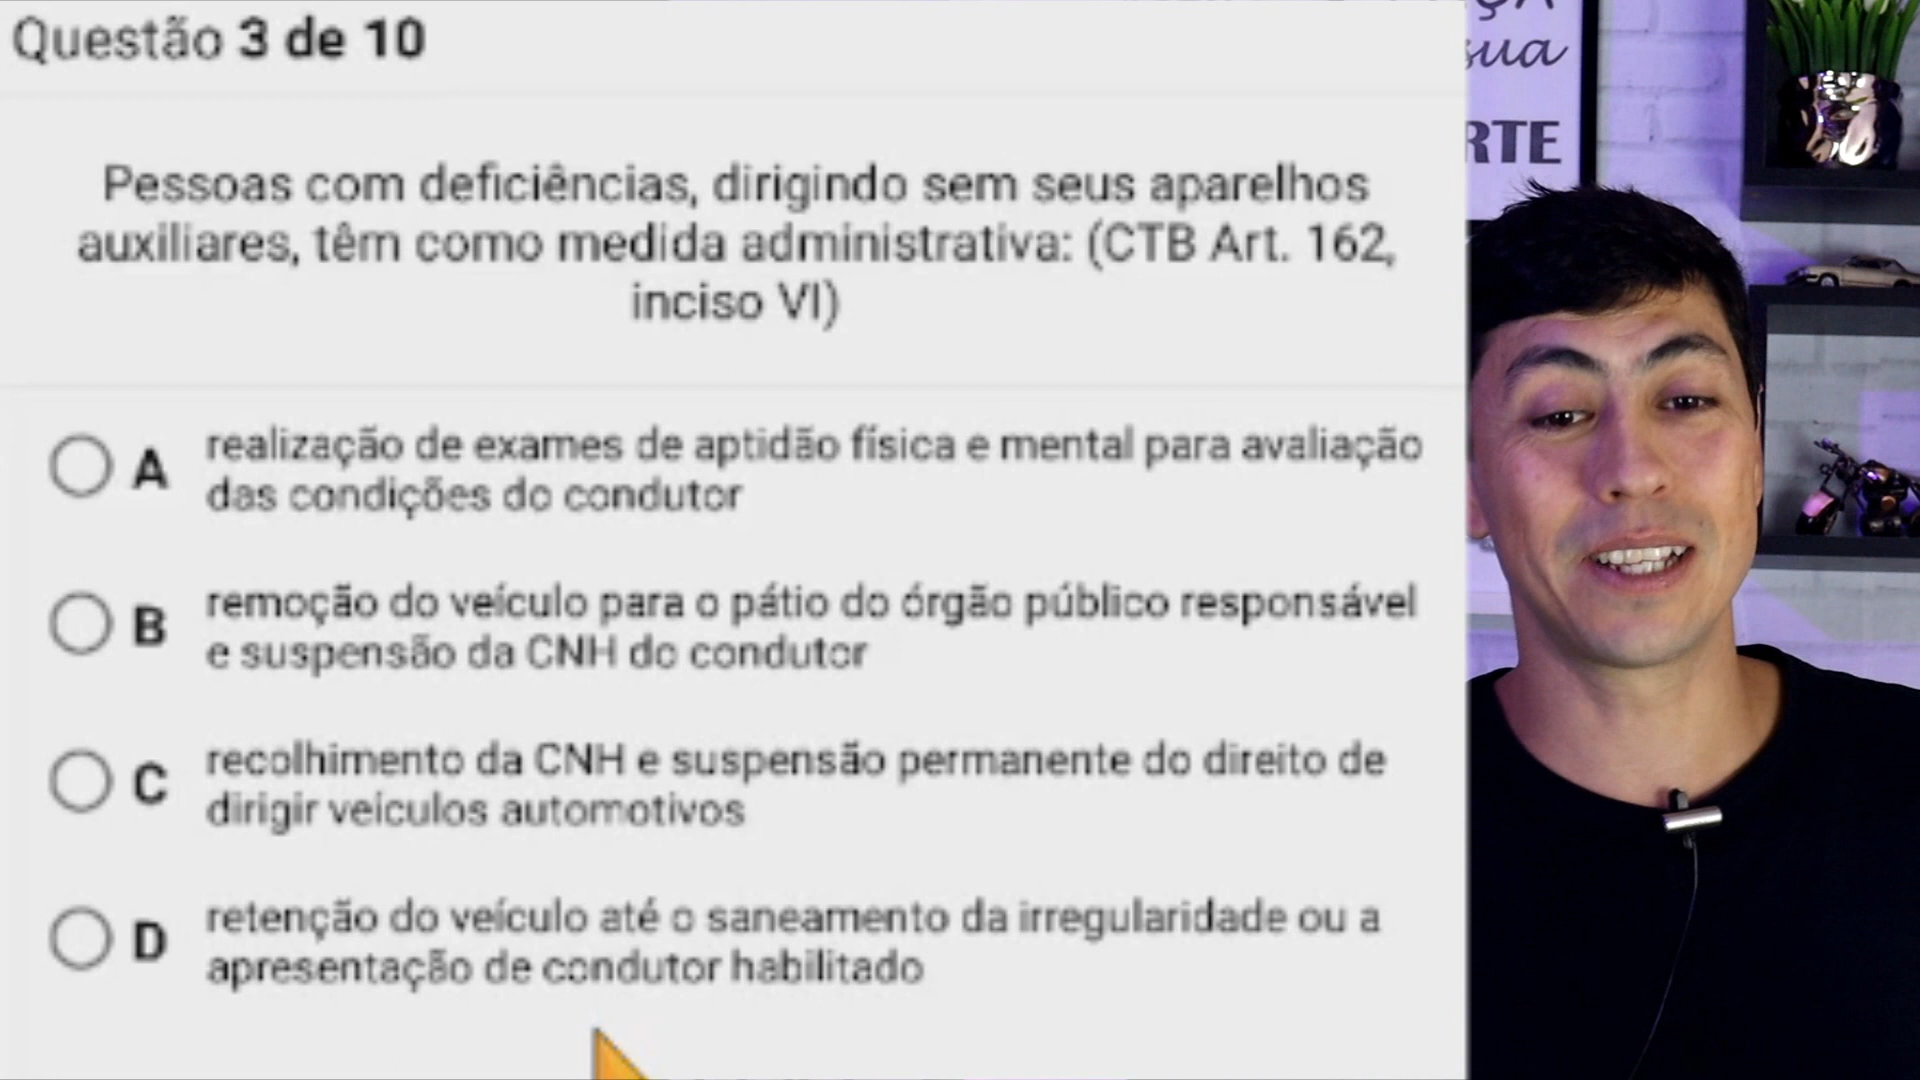 Questão 3 de 10
Pessoas com deficiências, dirigindo sem seus aparelhos
auxiliares, têm como medida administrativa: (CTB Art. 162,
inciso VI)
A realização de exames de aptidão física e mental para avaliação
das condições do condutor
B remoção do veículo para o pátio do órgão público responsável
e suspensão da CNH do condutor
C recolhimento da CNH e suspensão permanente do direito de
dirigir veículos automotivos
D retenção do veículo até o saneamento da irregularidade ou a
apresentação de condutor habilitado
sua
RTE